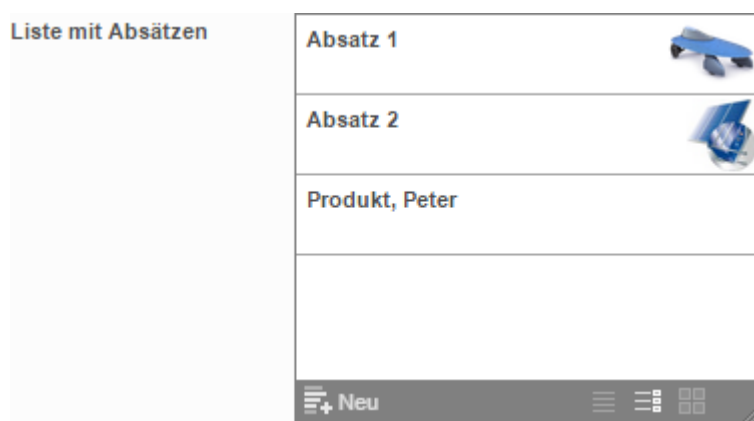 Liste mit Absätzen
Absatz 1
Absatz 2
Produkt, Peter
Neu